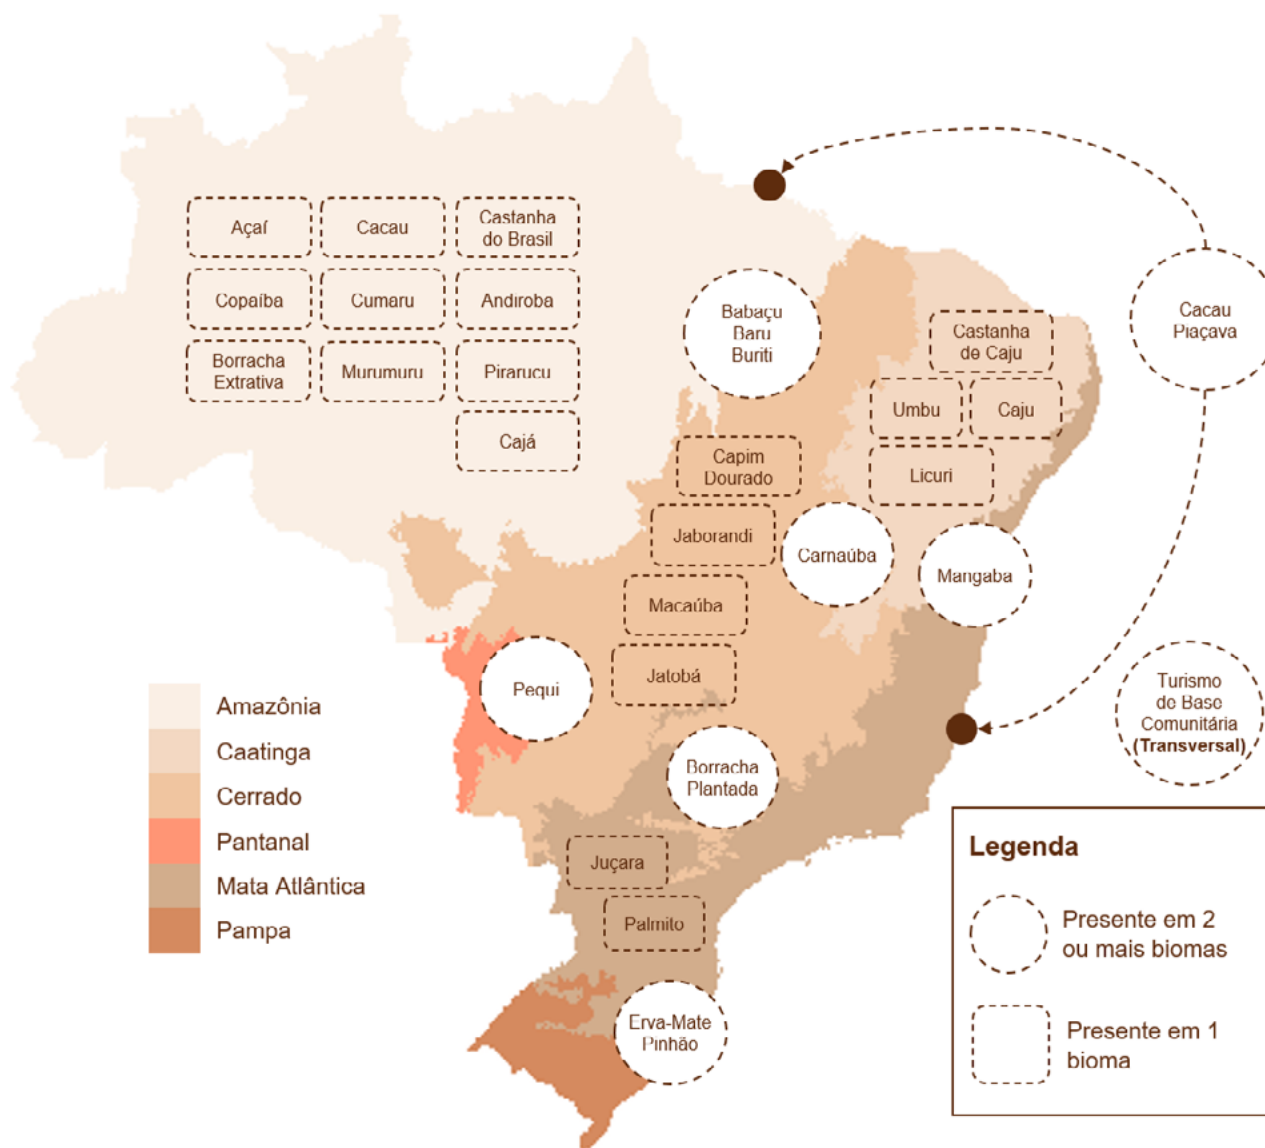 Açaí
Cacau
Castanha
do Brasil
Copaíba
Cumaru
Andiroba
Borracha
Extrativa
Murumuru
Pirarucu
Cajá
Babaçu
Baru
Buriti
Cacau
Piaçava
Castanha
de Caju
Umbu
Caju
Licuri
Capim
Dourado
Jaborandi
Carnaúba
Mangaba
Macaúba
Jatobá
Pequi
Borracha
Plantada
Turismo
de Base
Comunitária
(Transversal)
Juçara
Palmito
Erva-Mate
Pinhão
Amazônia
Caatinga
Cerrado
Pantanal
Mata Atlântica
Pampa
Legenda
Presente em 2
ou mais biomas
Presente em 1
bioma